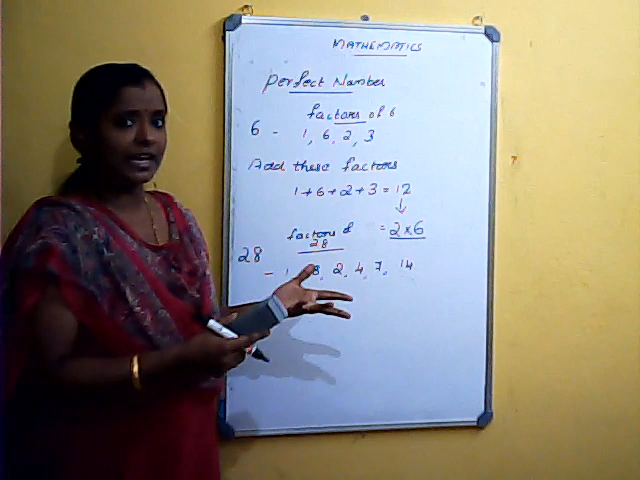 MATHEMATICS
Perfect Number
factors of 6
6 - 1, 6, 2, 3
Add these factors
1+6+2+3 = 12
↓
= 2×6
factors of
28
28
- 1, 28, 2, 4, 7, 14